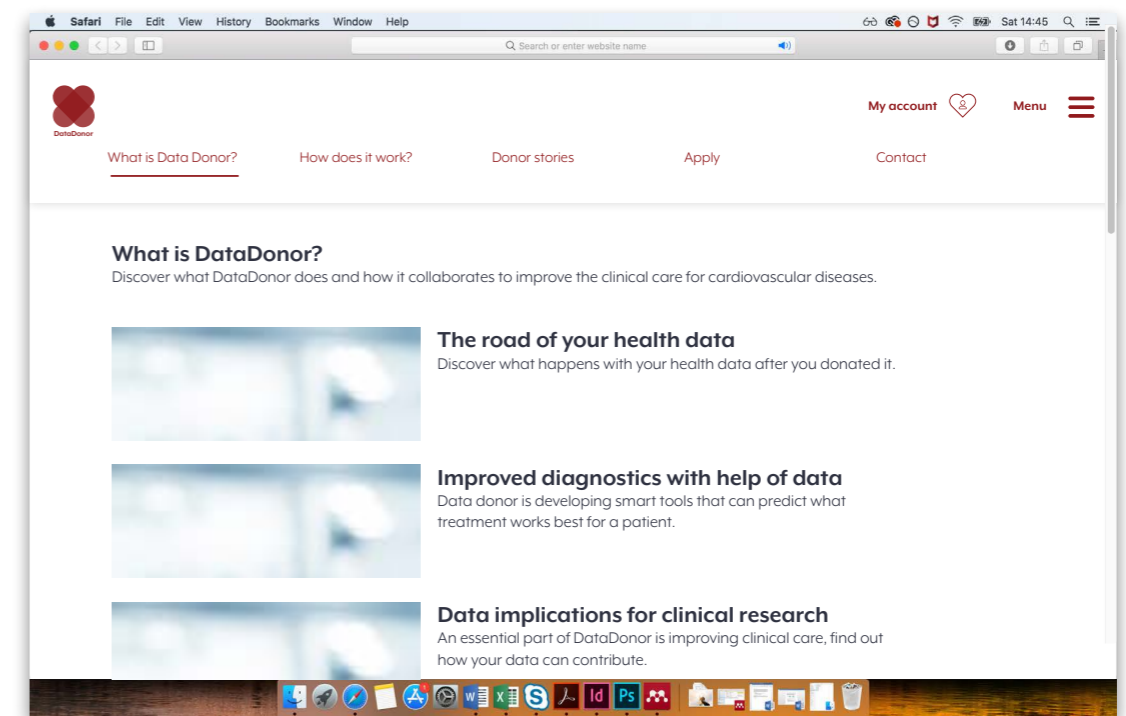 Safari File Edit View History Bookmarks Window Help Sat 14:45
Search or enter website name
DataDonor
My account Menu
What is Data Donor? How does it work? Donor stories Apply Contact
What is DataDonor?
Discover what DataDonor does and how it collaborates to improve the clinical care for cardiovascular diseases.
The road of your health data
Discover what happens with your health data after you donated it.
Improved diagnostics with help of data
Data donor is developing smart tools that can predict what
treatment works best for a patient.
Data implications for clinical research
An essential part of DataDonor is improving clinical care, find out
how your data can contribute.
Id Ps